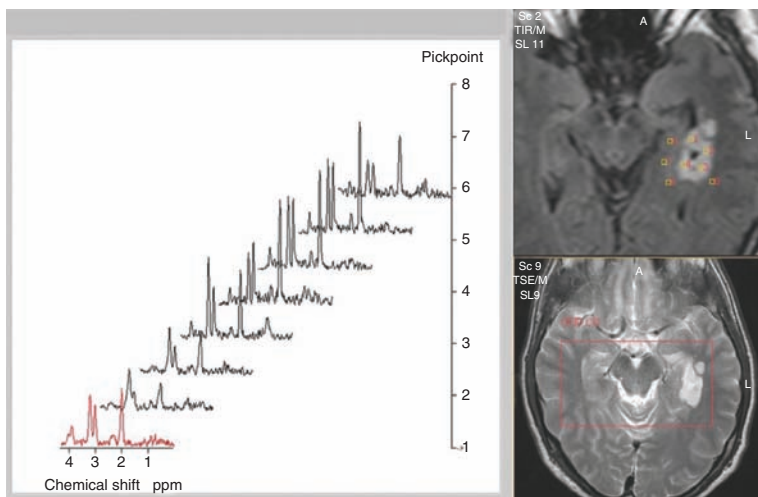 Pickpoint
8
7
6
5
4
3
2
1
4 3 2 1
Chemical shift ppm
Sc 2
TIR/M
SL 11
A
L
Sc 9
TSE/M
SL9
A
L